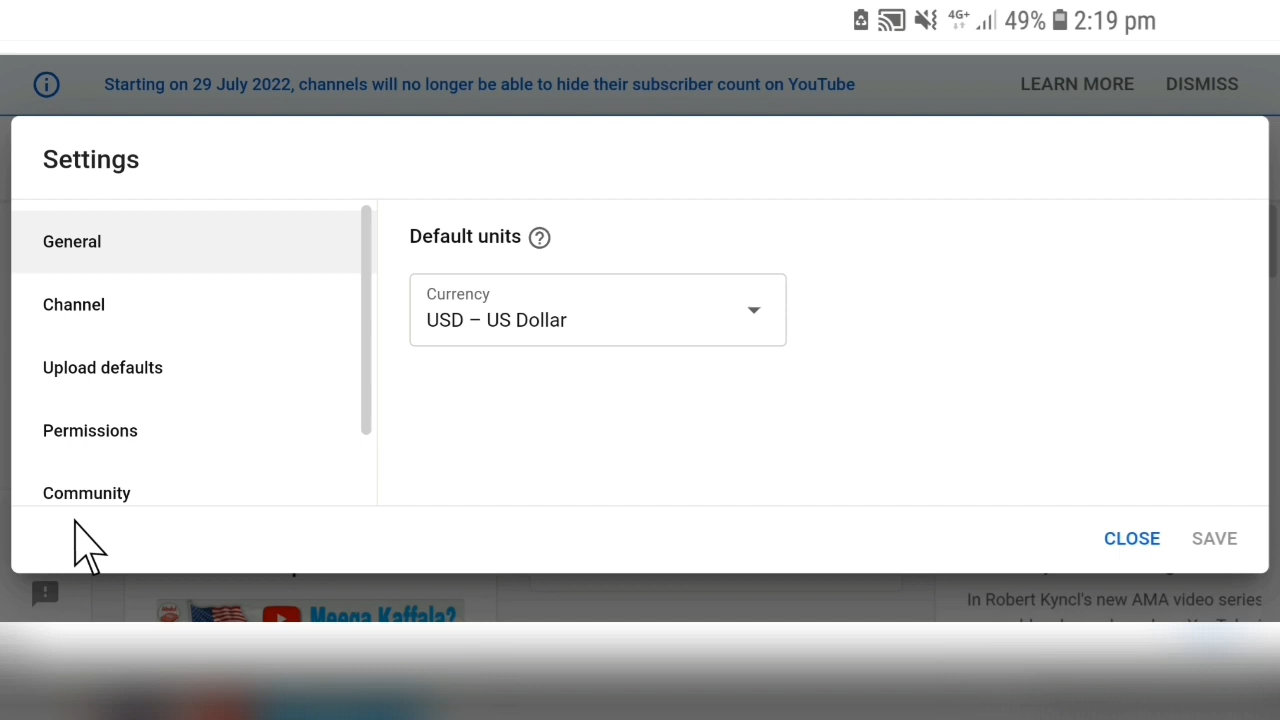 4G+ 49% 2:19 pm
Starting on 29 July 2022, channels will no longer be able to hide their subscriber count on YouTube LEARN MORE DISMISS
Settings
General
Channel
Upload defaults
Permissions
Community
Default units
Currency
USD – US Dollar
CLOSE SAVE
Meega Kaffala?
In Robert Kyncl's new AMA video series